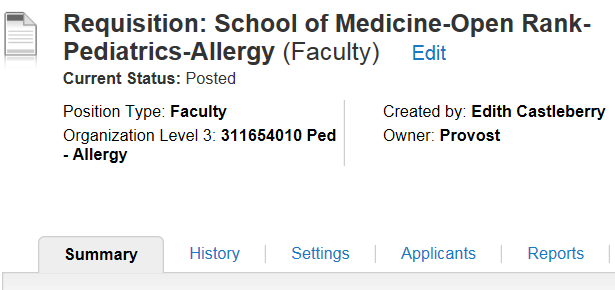 Requisition: School of Medicine-Open Rank-
Pediatrics-Allergy (Faculty) Edit
Current Status: Posted
Position Type: Faculty
Organization Level 3: 311654010 Ped
- Allergy
Created by: Edith Castleberry
Owner: Provost
Summary History Settings Applicants Reports